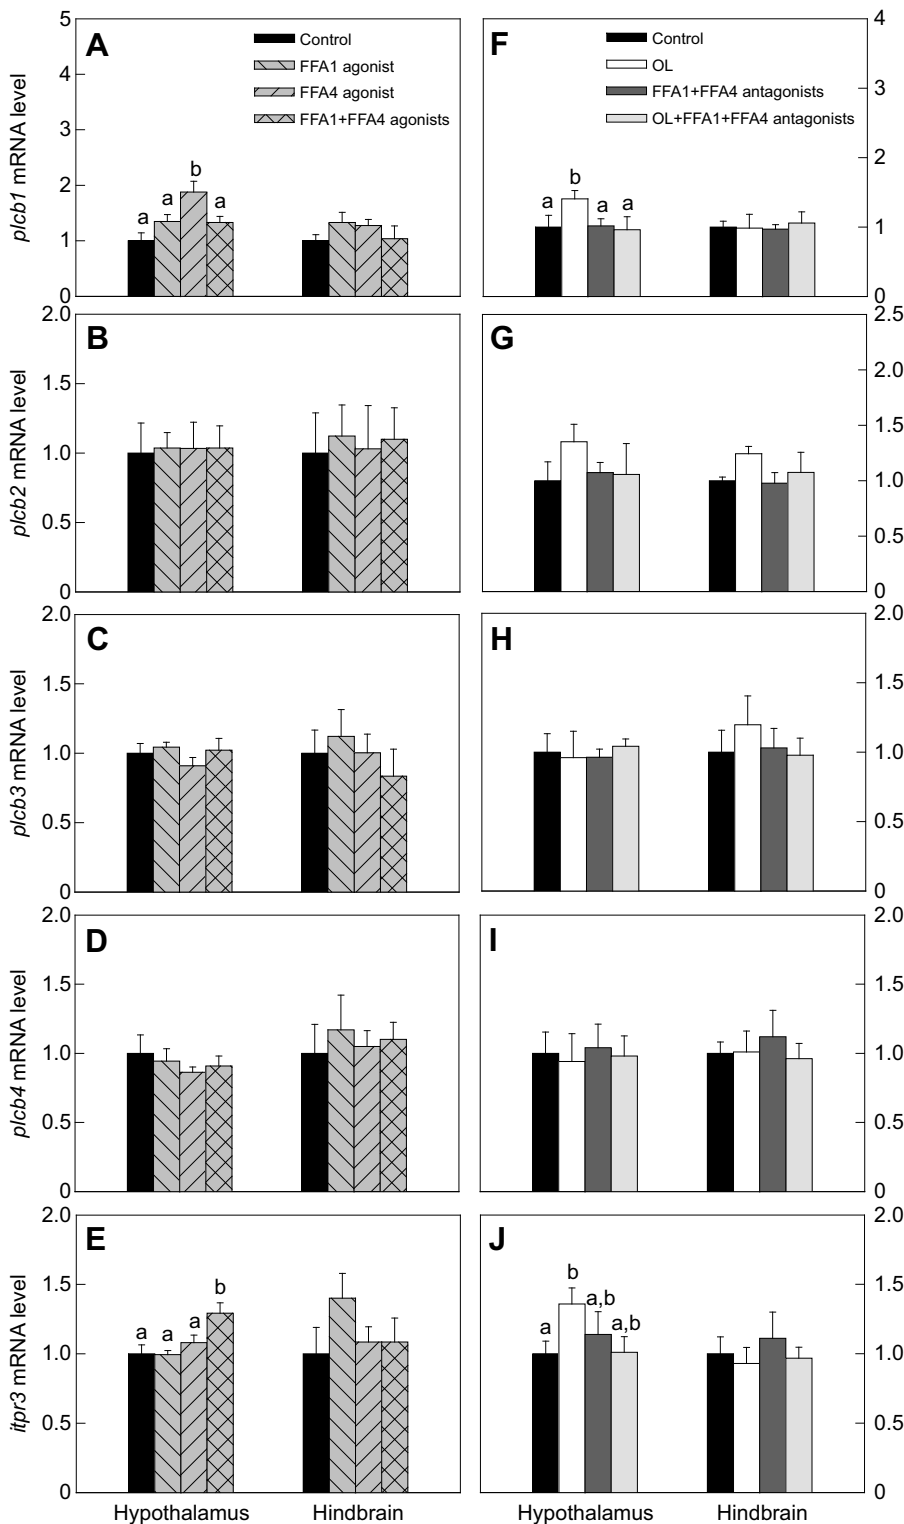 A
Control
FFA1 agonist
FFA4 agonist
FFA1+FFA4 agonists
5
4
3
2
1
0
plcb1 mRNA level
a
a
b
a
F
Control
OL
FFA1+FFA4 antagonists
OL+FFA1+FFA4 antagonists
4
3
2
1
0
a
b
a
a
B
2.0
1.5
1.0
0.5
0
plcb2 mRNA level
G
2.5
2.0
1.5
1.0
0.5
0
C
2.0
1.5
1.0
0.5
0
plcb3 mRNA level
H
2.0
1.5
1.0
0.5
0
D
2.0
1.5
1.0
0.5
0
plcb4 mRNA level
I
2.0
1.5
1.0
0.5
0
E
2.0
1.5
1.0
0.5
0
itpr3 mRNA level
a
a
a
b
J
2.0
1.5
1.0
0.5
0
a
b
a,b
a,b
Hypothalamus
Hindbrain
Hypothalamus
Hindbrain